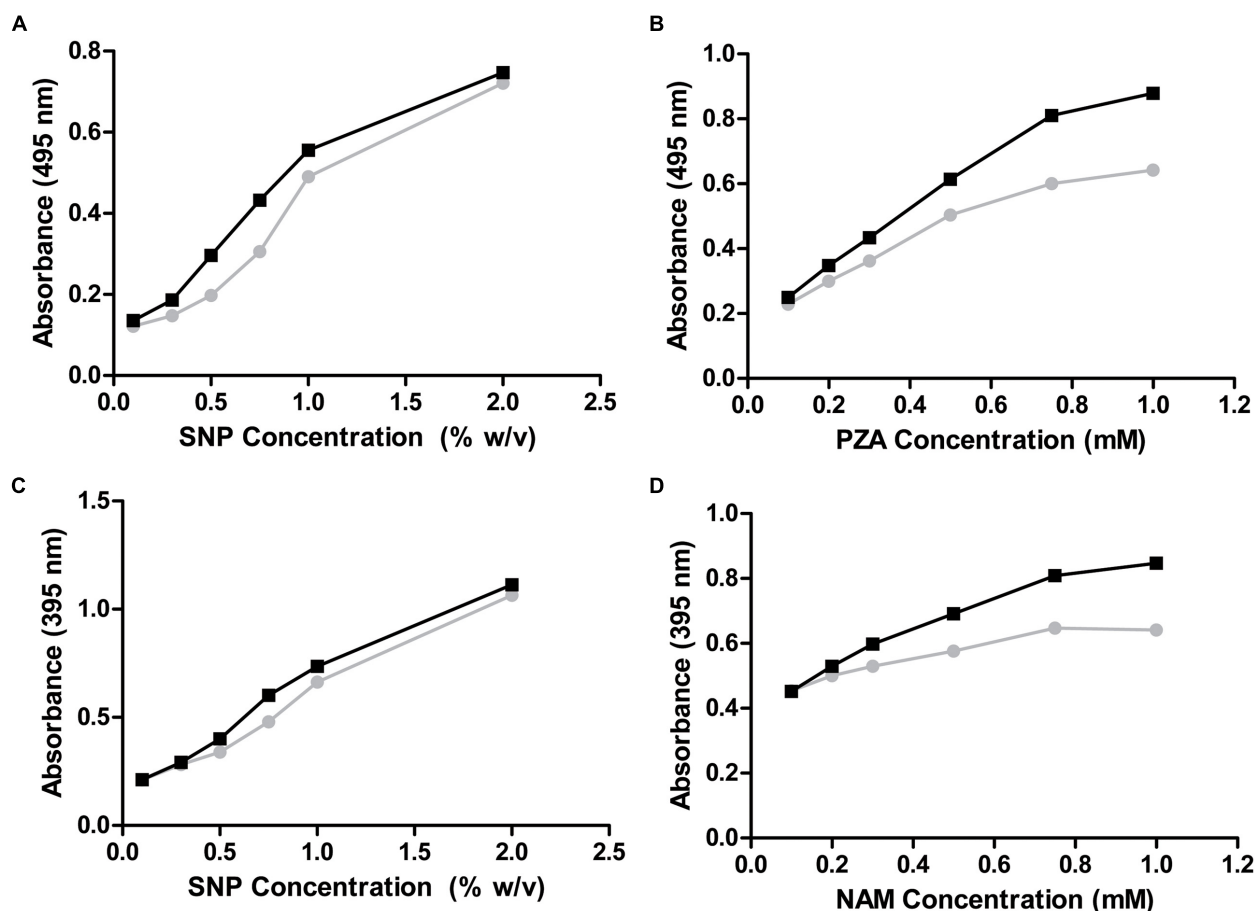 A
Absorbance (495 nm)
0.8
0.6
0.4
0.2
0.0
0.0 0.5 1.0 1.5 2.0 2.5
SNP Concentration (% w/v)
B
Absorbance (495 nm)
1.0
0.8
0.6
0.4
0.2
0.0
0.0 0.2 0.4 0.6 0.8 1.0 1.2
PZA Concentration (mM)
C
Absorbance (395 nm)
1.5
1.0
0.5
0.0
0.0 0.5 1.0 1.5 2.0 2.5
SNP Concentration (% w/v)
D
Absorbance (395 nm)
1.0
0.8
0.6
0.4
0.2
0.0
0.0 0.2 0.4 0.6 0.8 1.0 1.2
NAM Concentration (mM)